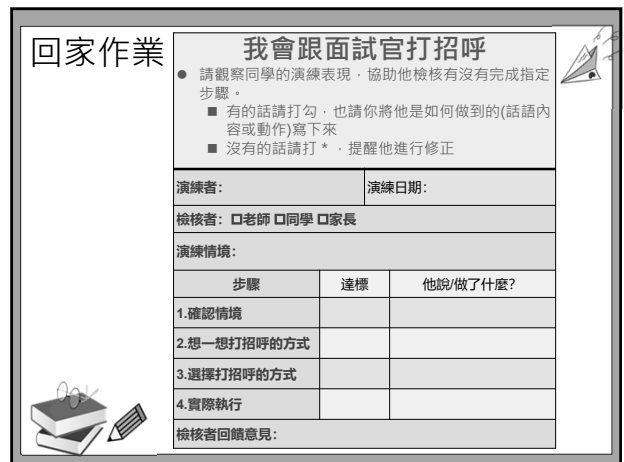 回家作業
我會跟面試官打招呼
● 請觀察同學的演練表現，協助他檢核有沒有完成指定
步驟。
■ 有的話請打勾，也請你將他是如何做到的(話語內
容或動作)寫下來
■ 沒有的話請打 * ，提醒他進行修正
演練者： 演練日期：
檢核者：口老師 口同學 口家長
演練情境：
步驟 達標 他說/做了什麼？
1.確認情境
2.想一想打招呼的方式
3.選擇打招呼的方式
4.實際執行
檢核者回饋意見：